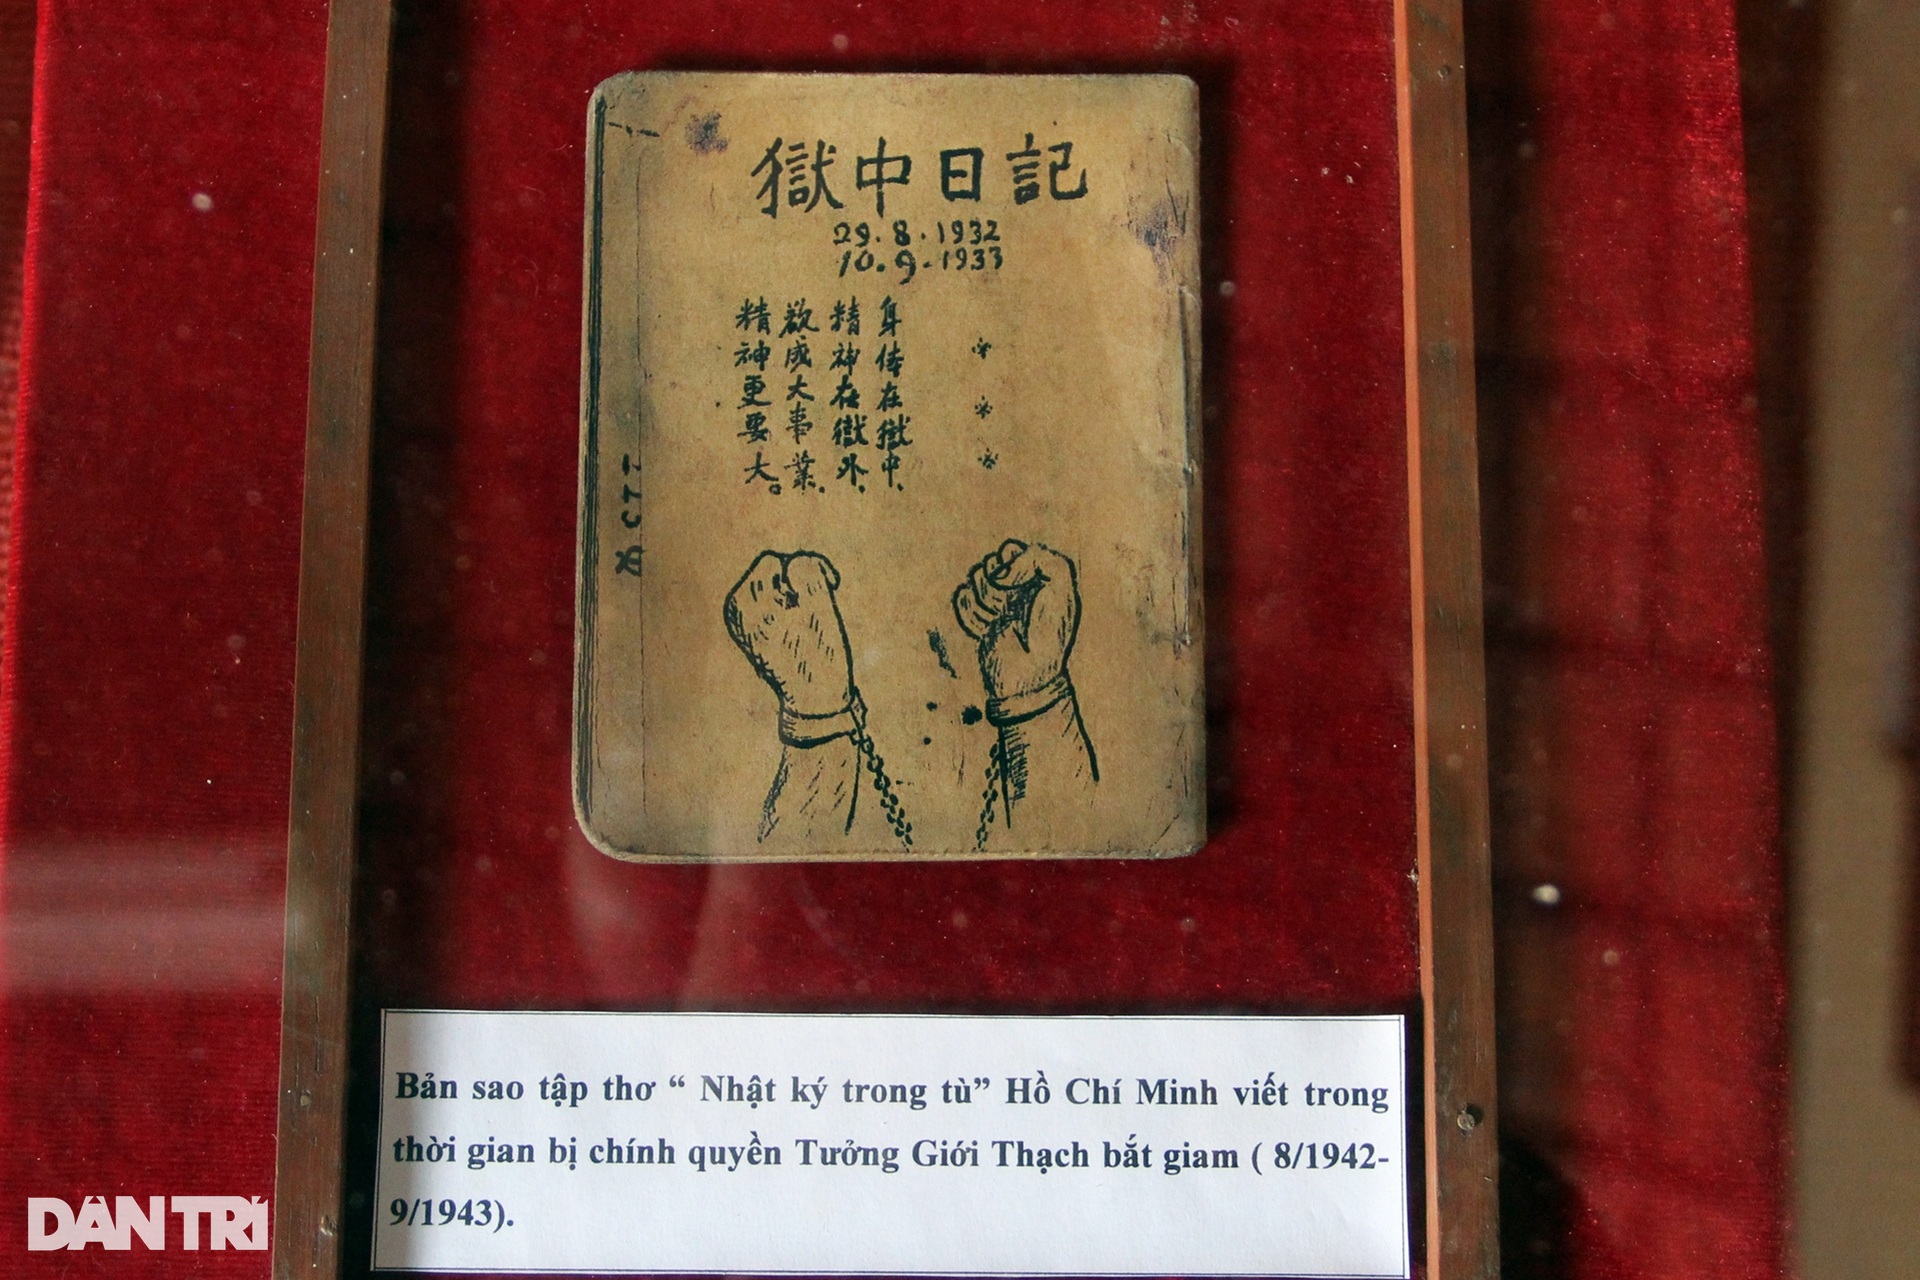 獄中日記
29.8.1932
10.9.1933
身体在獄中、
精神在獄外、
欲成大事業、
精神更要大。
Bản sao tập thơ “ Nhật ký trong tù” Hồ Chí Minh viết trong
thời gian bị chính quyền Tưởng Giới Thạch bắt giam ( 8/1942-
9/1943).
DÂN TRÍ